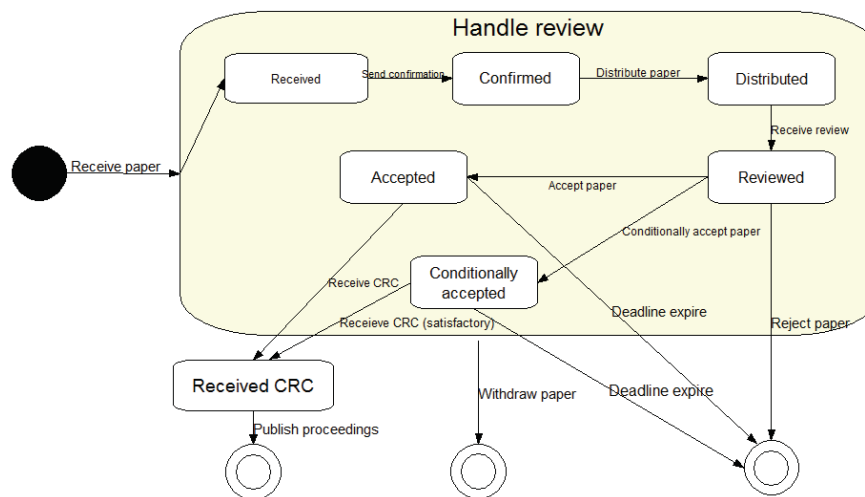 Handle review
Received
Send confirmation
Confirmed
Distribute paper
Distributed
Receive review
Receive paper
Accepted
Accept paper
Reviewed
Conditionally accept paper
Conditionally
accepted
Receive CRC
Deadline expire
Receieve CRC (satisfactory)
Reject paper
Received CRC
Withdraw paper
Deadline expire
Publish proceedings